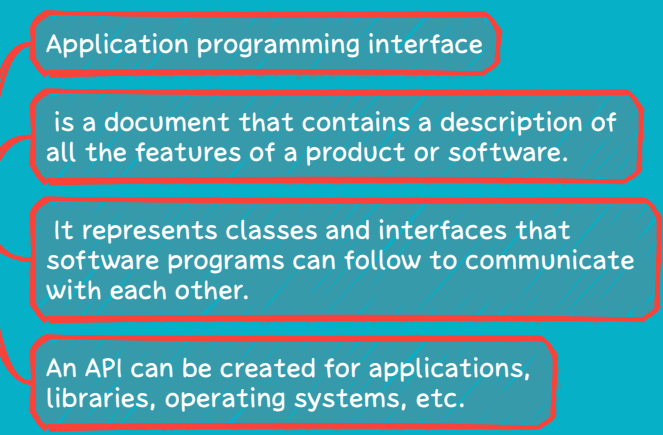 Application programming interface
is a document that contains a description of
all the features of a product or software.
It represents classes and interfaces that
software programs can follow to communicate
with each other.
An API can be created for applications,
libraries, operating systems, etc.